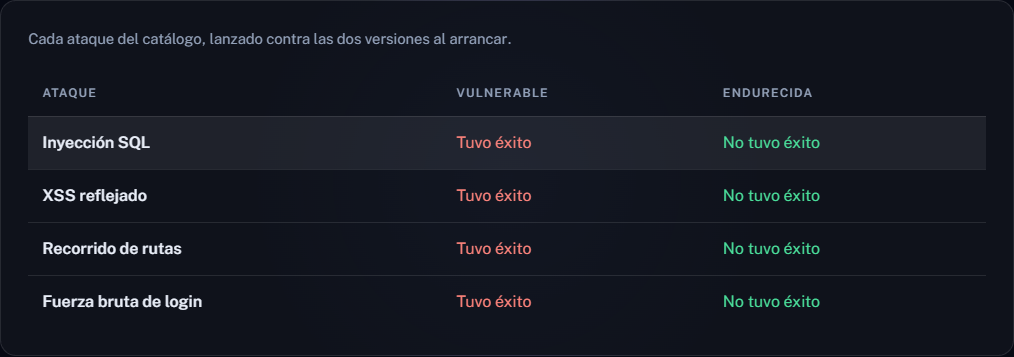 Cada ataque del catálogo, lanzado contra las dos versiones al arrancar.
ATAQUE VULNERABLE ENDURECIDA
Inyección SQL Tuvo éxito No tuvo éxito
XSS reflejado Tuvo éxito No tuvo éxito
Recorrido de rutas Tuvo éxito No tuvo éxito
Fuerza bruta de login Tuvo éxito No tuvo éxito